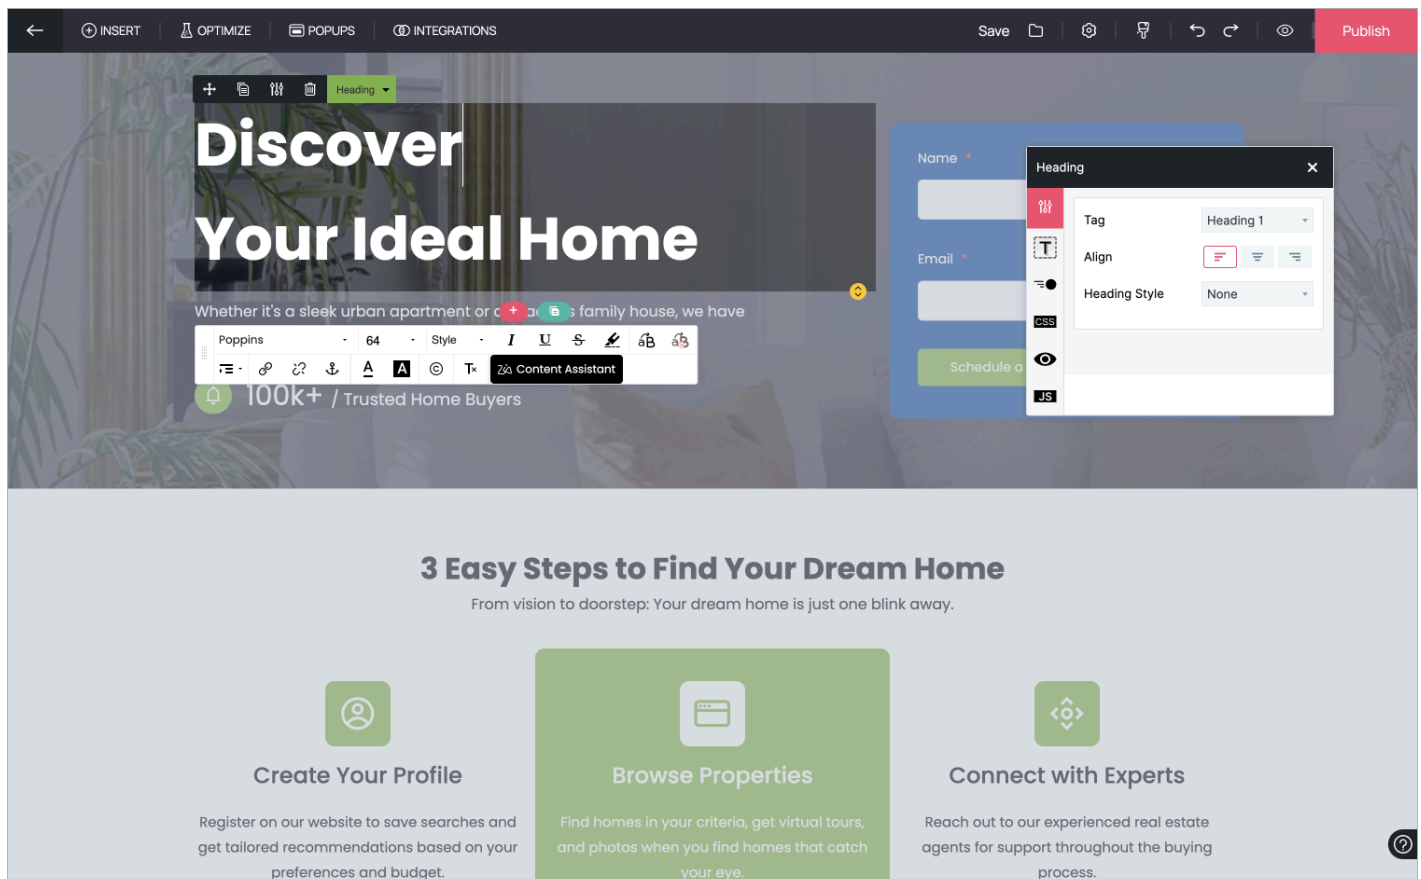 INSERT
OPTIMIZE
POPUPS
INTEGRATIONS
Save
Publish
Heading
Discover
Your Ideal Home
Whether it's a sleek urban apartment or a s family house, we have
Poppins
64
Style
I
U
S
áB
áB
A
A
©
Tx
Content Assistant
100k+ / Trusted Home Buyers
Name *
Email *
Schedule a
Heading
Tag
Heading 1
Align
Heading Style
None
T
CSS
JS
3 Easy Steps to Find Your Dream Home
From vision to doorstep: Your dream home is just one blink away.
Create Your Profile
Register on our website to save searches and
get tailored recommendations based on your
preferences and budget.
Browse Properties
Find homes in your criteria, get virtual tours,
and photos when you find homes that catch
your eye.
Connect with Experts
Reach out to our experienced real estate
agents for support throughout the buying
process.